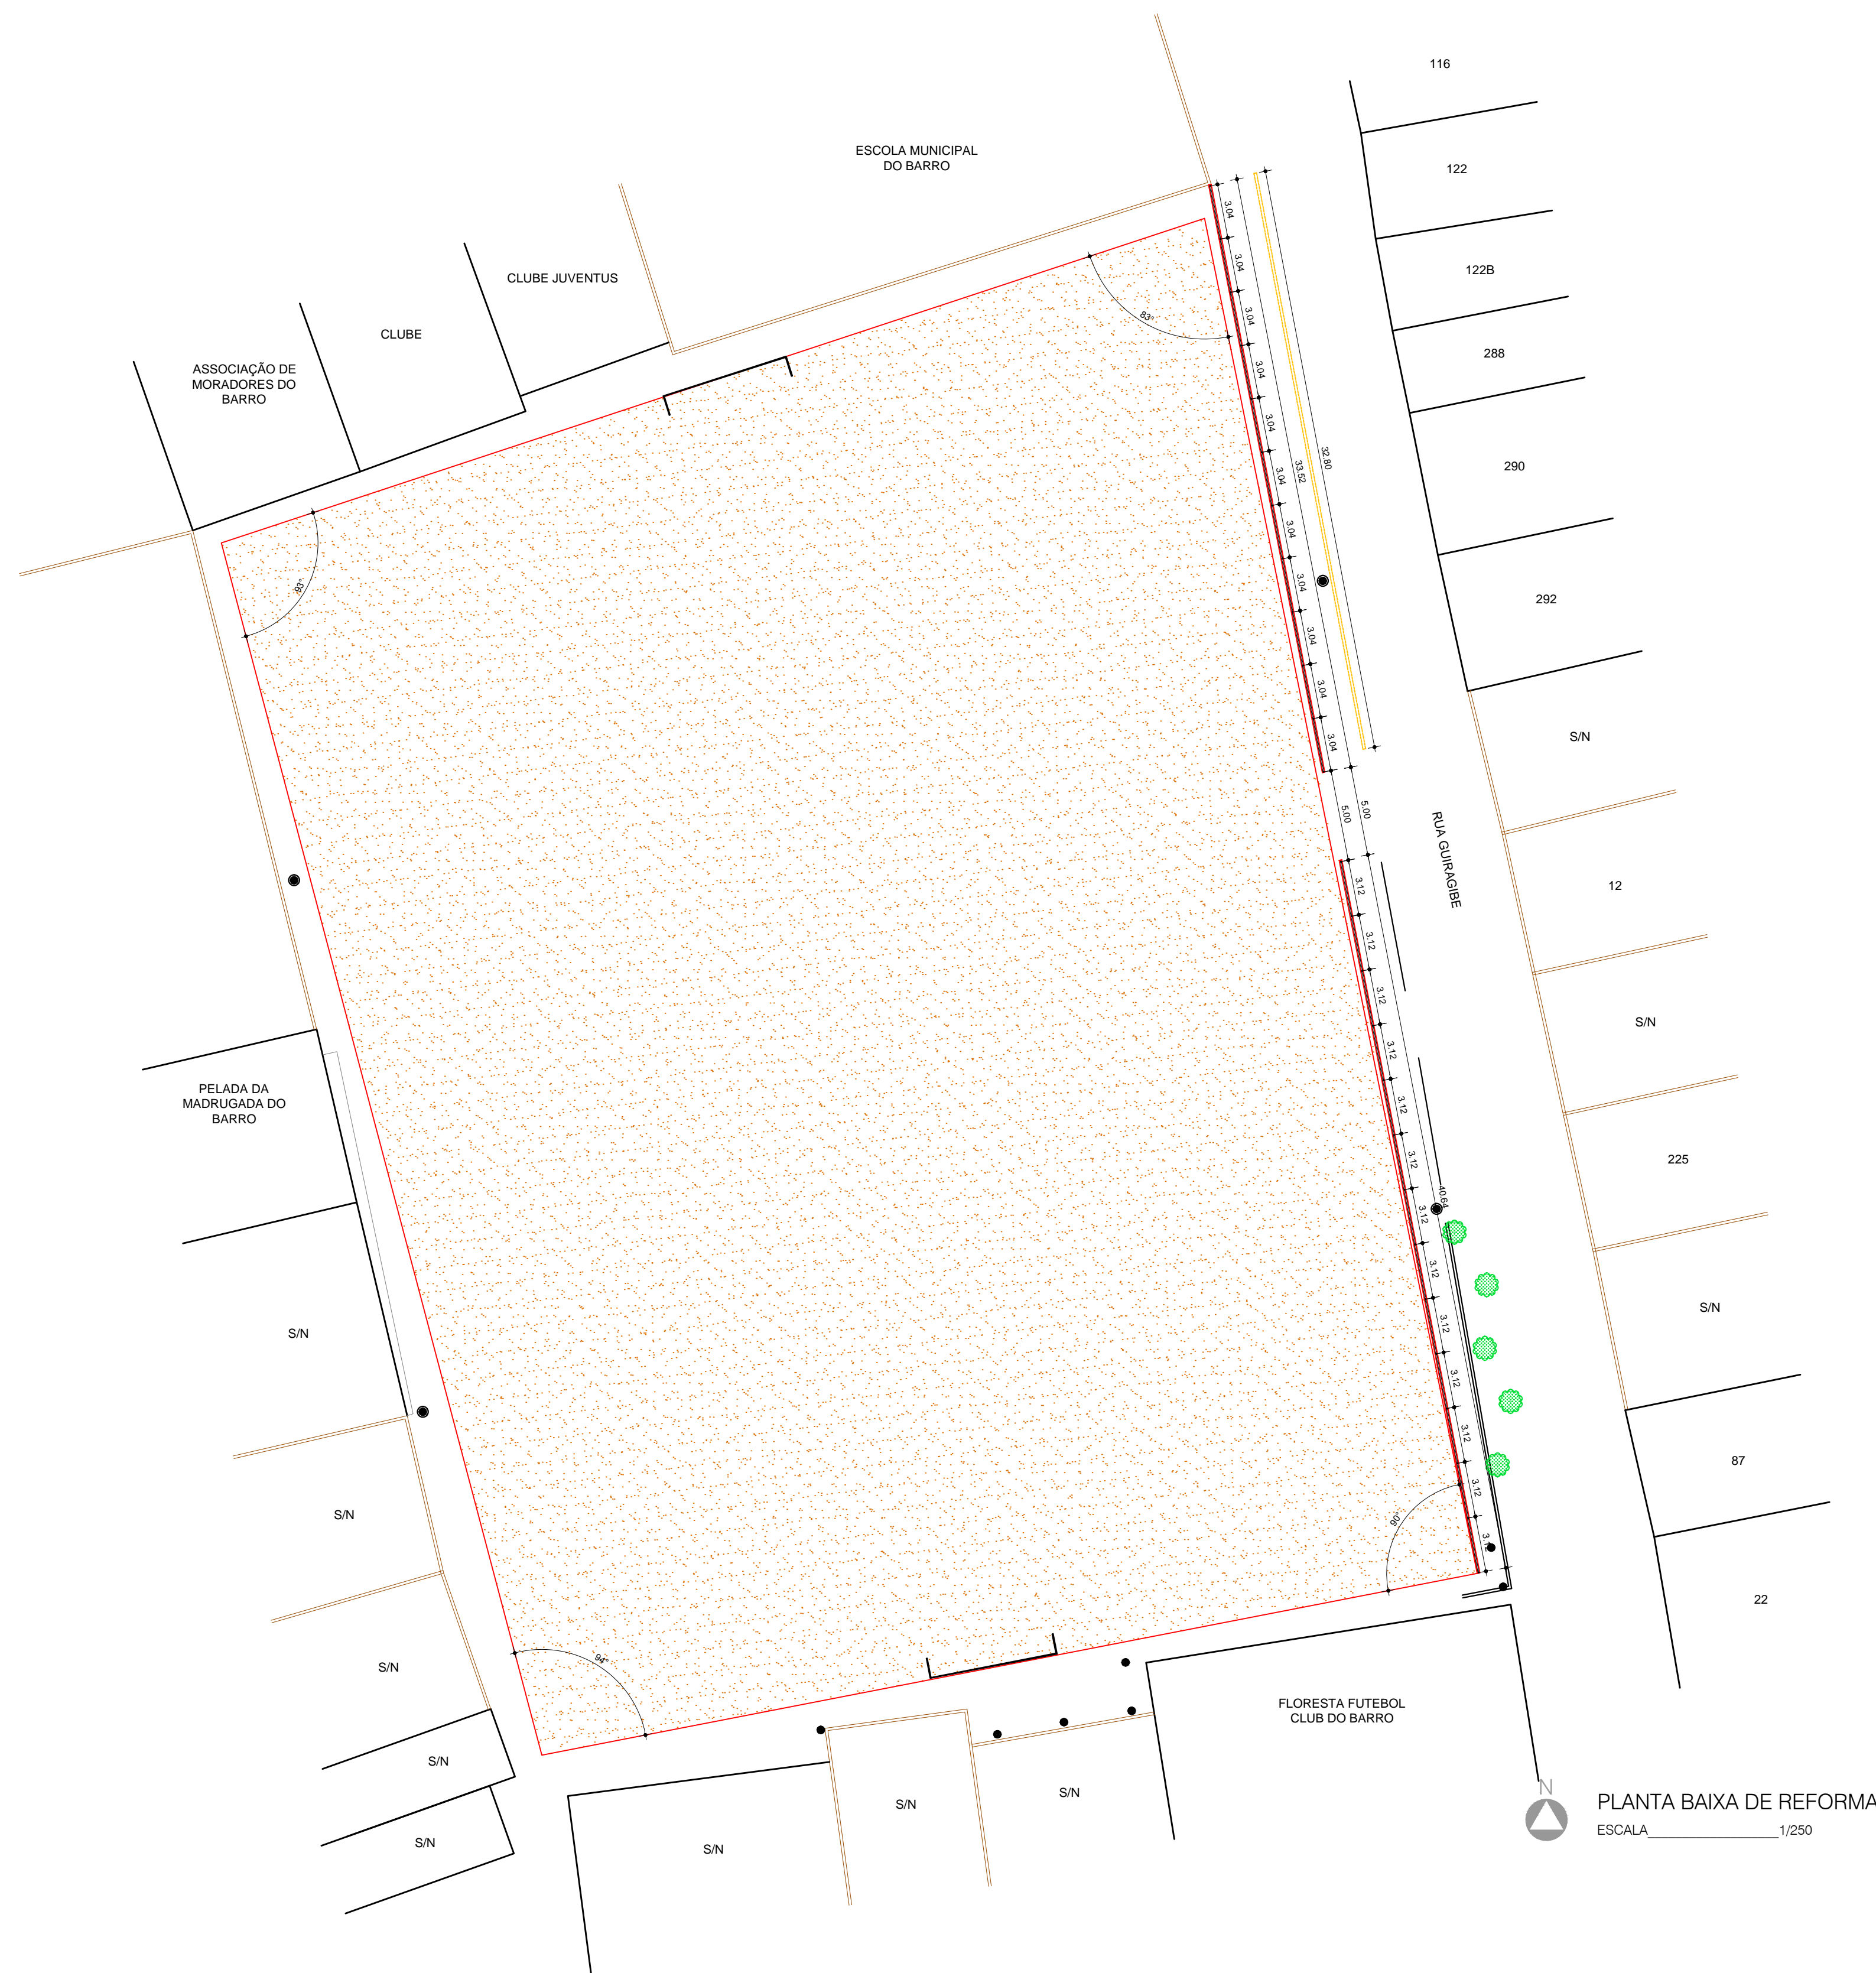 116
ESCOLA MUNICIPAL
DO BARRO
122
3.04
3.04
122B
CLUBE JUVENTUS
3.04
83°
CLUBE
288
ASSOCIAÇÃO DE
MORADORES DO
BARRO
3.04
3.04
32.80
33.52
290
3.04
3.04
3.04
93°
292
3.04
3.04
3.04
S/N
5.00
5.00
RUA GUIRAGIBE
3.12
12
3.12
3.12
S/N
3.12
PELADA DA
MADRUGADA DO
BARRO
3.12
3.12
225
40.64
3.12
3.12
S/N
3.12
S/N
3.12
3.12
87
3.12
S/N
90°
3.12
22
S/N
94°
FLORESTA FUTEBOL
CLUB DO BARRO
S/N
S/N
S/N
N
PLANTA BAIXA DE REFORMA
ESCALA 1/250
S/N
S/N